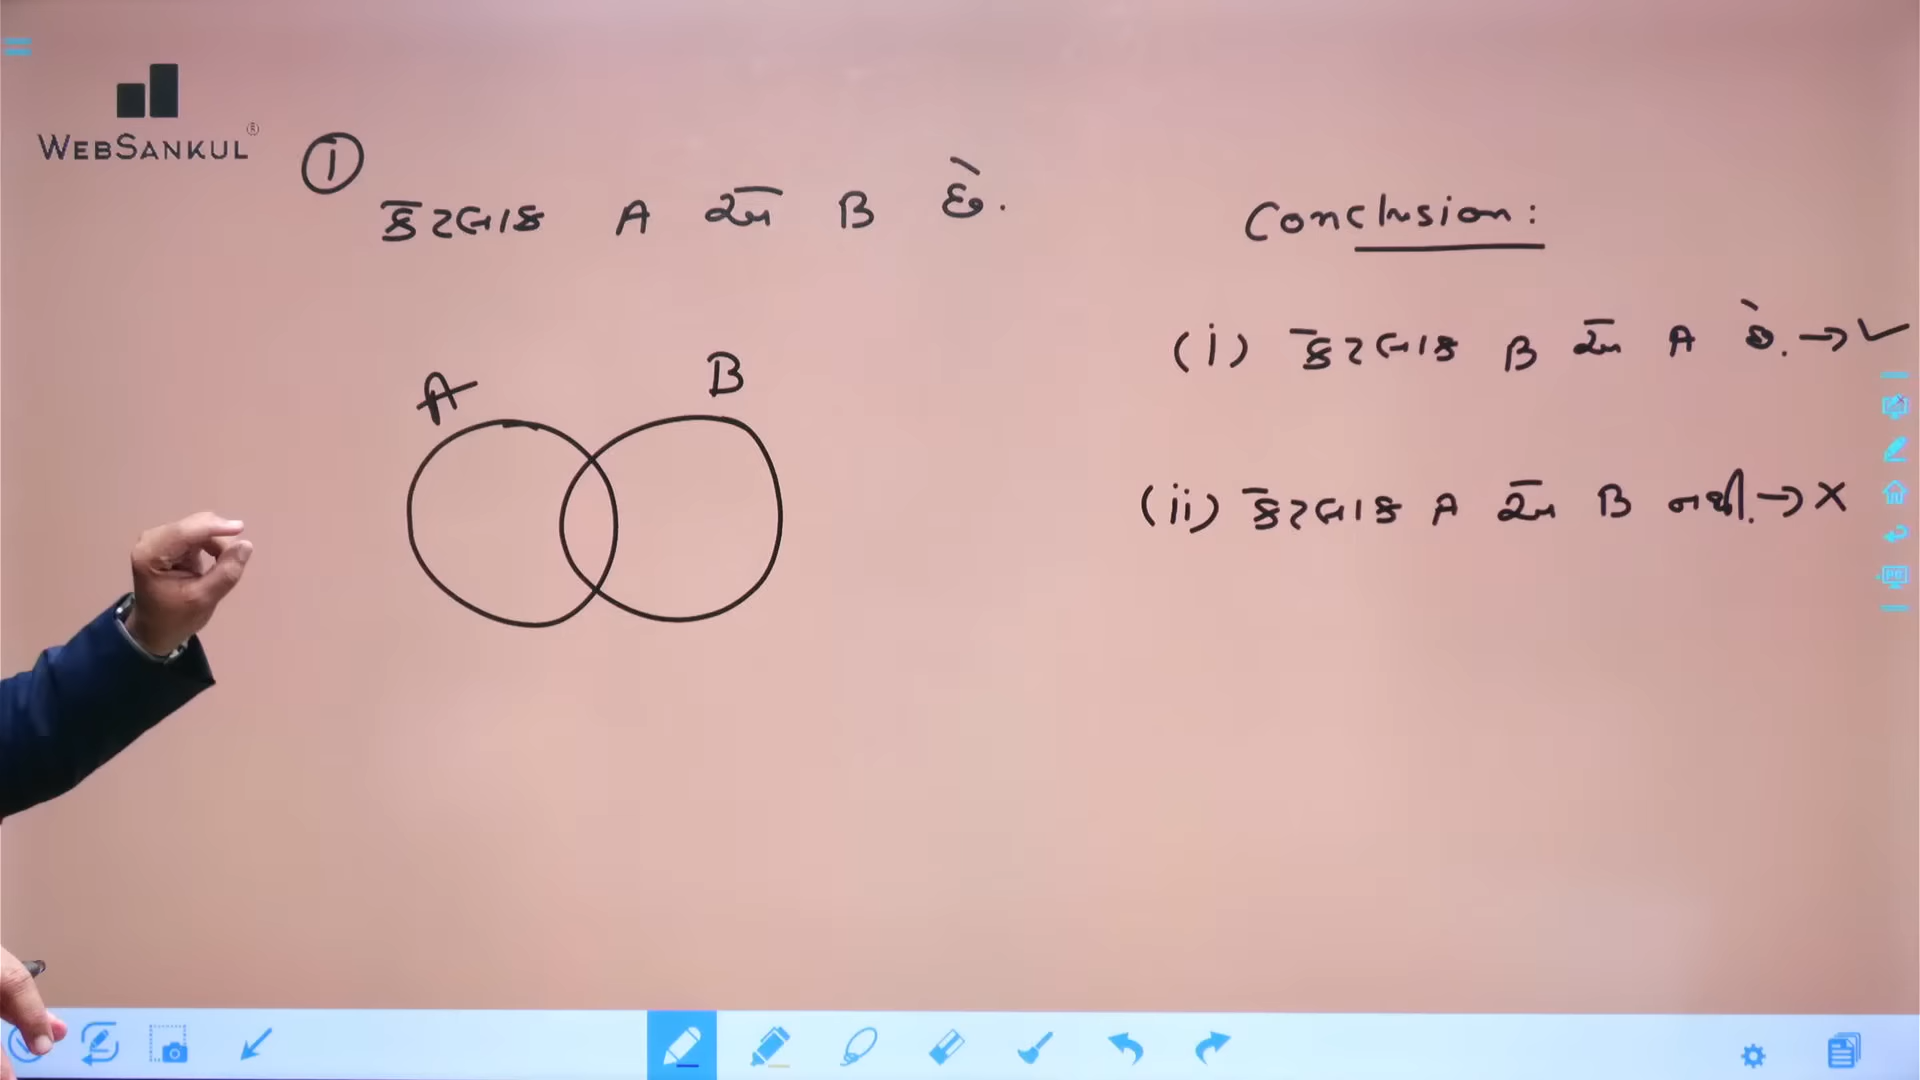 WEBSANKUL®
① કેટલાક A એ B છે.
Conclusion:
(i) કેટલાક B એ A છે. → ✓
A B
(ii) કેટલાક A એ B નથી. → ✗